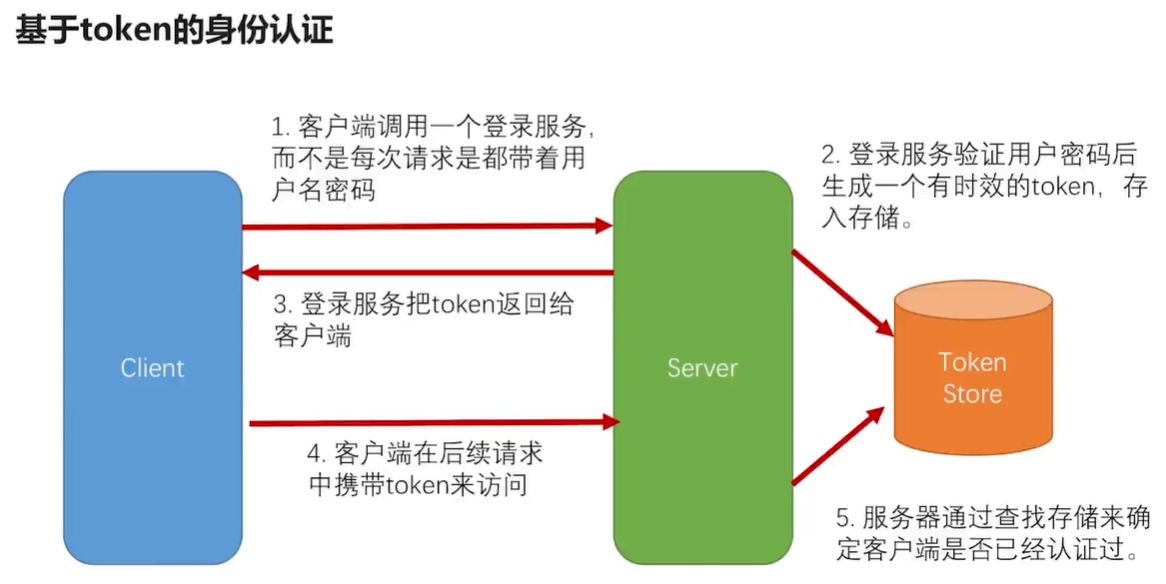 基于token的身份认证
1. 客户端调用一个登录服务，
而不是每次请求是都带着用
户名密码
2. 登录服务验证用户密码后
生成一个有时效的token，存
入存储。
3. 登录服务把token返回给
客户端
Client
Server
Token
Store
4. 客户端在后续请求
中携带token来访问
5. 服务器通过查找存储来确
定客户端是否已经认证过。